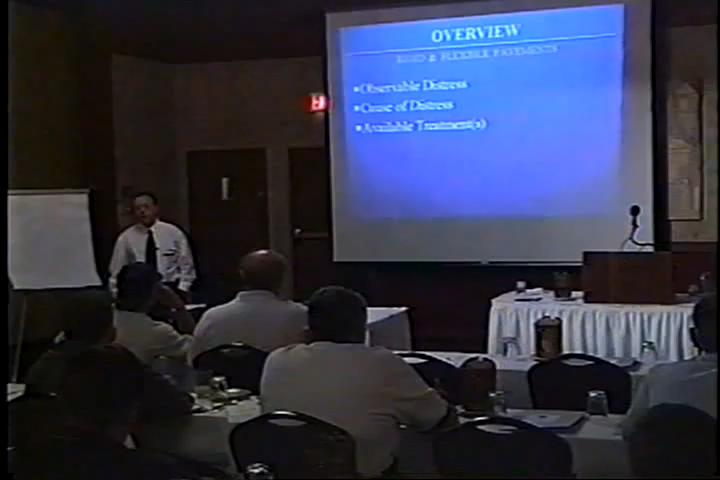 OVERVIEW
RIGID & FLEXIBLE PAVEMENTS
•Observable Distress
•Cause of Distress
•Available Treatment(s)